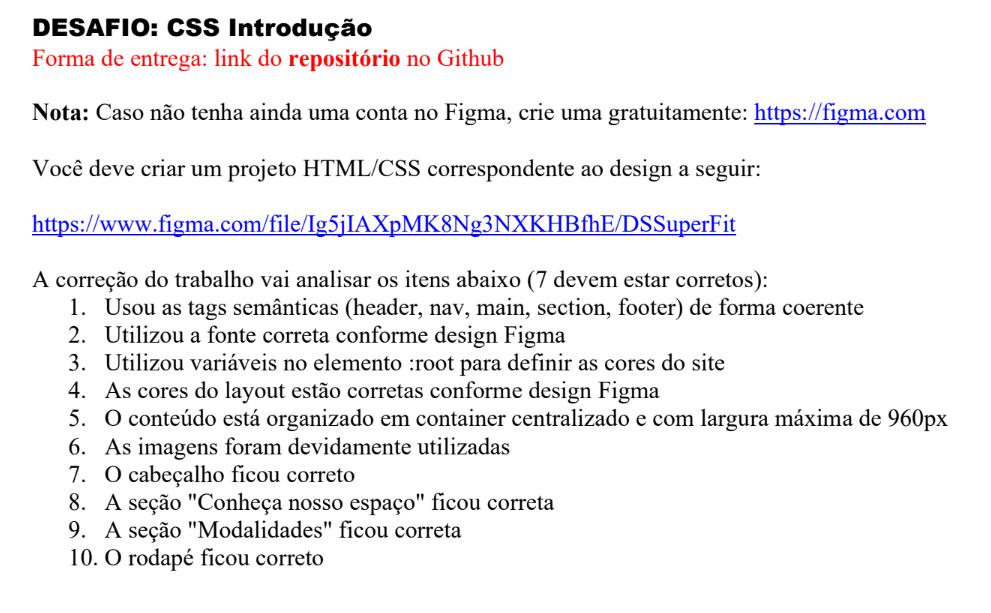 DESAFIO: CSS Introdução
Forma de entrega: link do repositório no Github
Nota: Caso não tenha ainda uma conta no Figma, crie uma gratuitamente: https://figma.com
Você deve criar um projeto HTML/CSS correspondente ao design a seguir:
https://www.figma.com/file/Ig5jIAXpMK8Ng3NXKHBfhE/DSSuperFit
A correção do trabalho vai analisar os itens abaixo (7 devem estar corretos):
1. Usou as tags semânticas (header, nav, main, section, footer) de forma coerente
2. Utilizou a fonte correta conforme design Figma
3. Utilizou variáveis no elemento :root para definir as cores do site
4. As cores do layout estão corretas conforme design Figma
5. O conteúdo está organizado em container centralizado e com largura máxima de 960px
6. As imagens foram devidamente utilizadas
7. O cabeçalho ficou correto
8. A seção "Conheça nosso espaço" ficou correta
9. A seção "Modalidades" ficou correta
10. O rodapé ficou correto